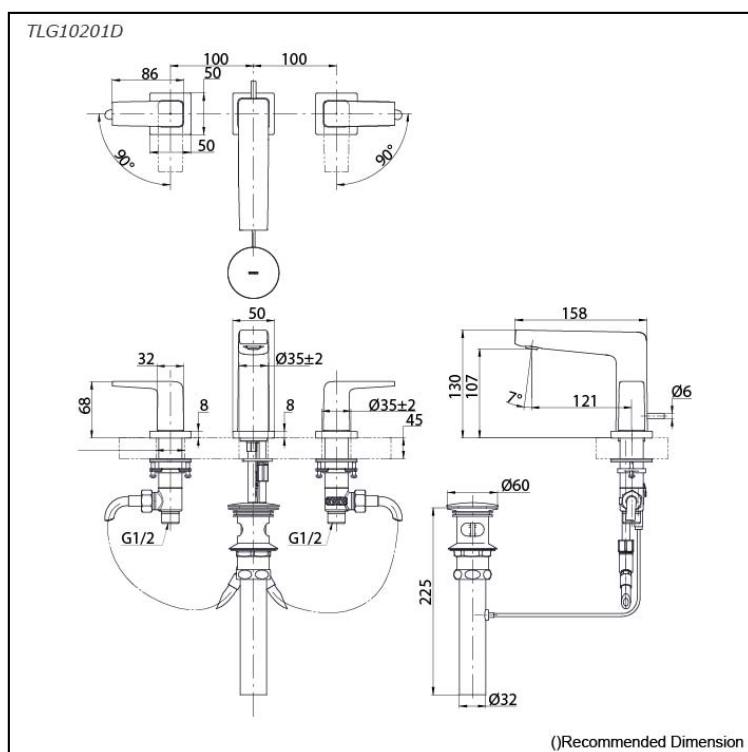 TLG10201D
100 100
86 50
50
90° 90°
50 158
32 Ø35±2
68 8 8 Ø35±2 45
130 107 7° 121 Ø6
G1/2 G1/2
Ø60
225
Ø32
()Recommended Dimension